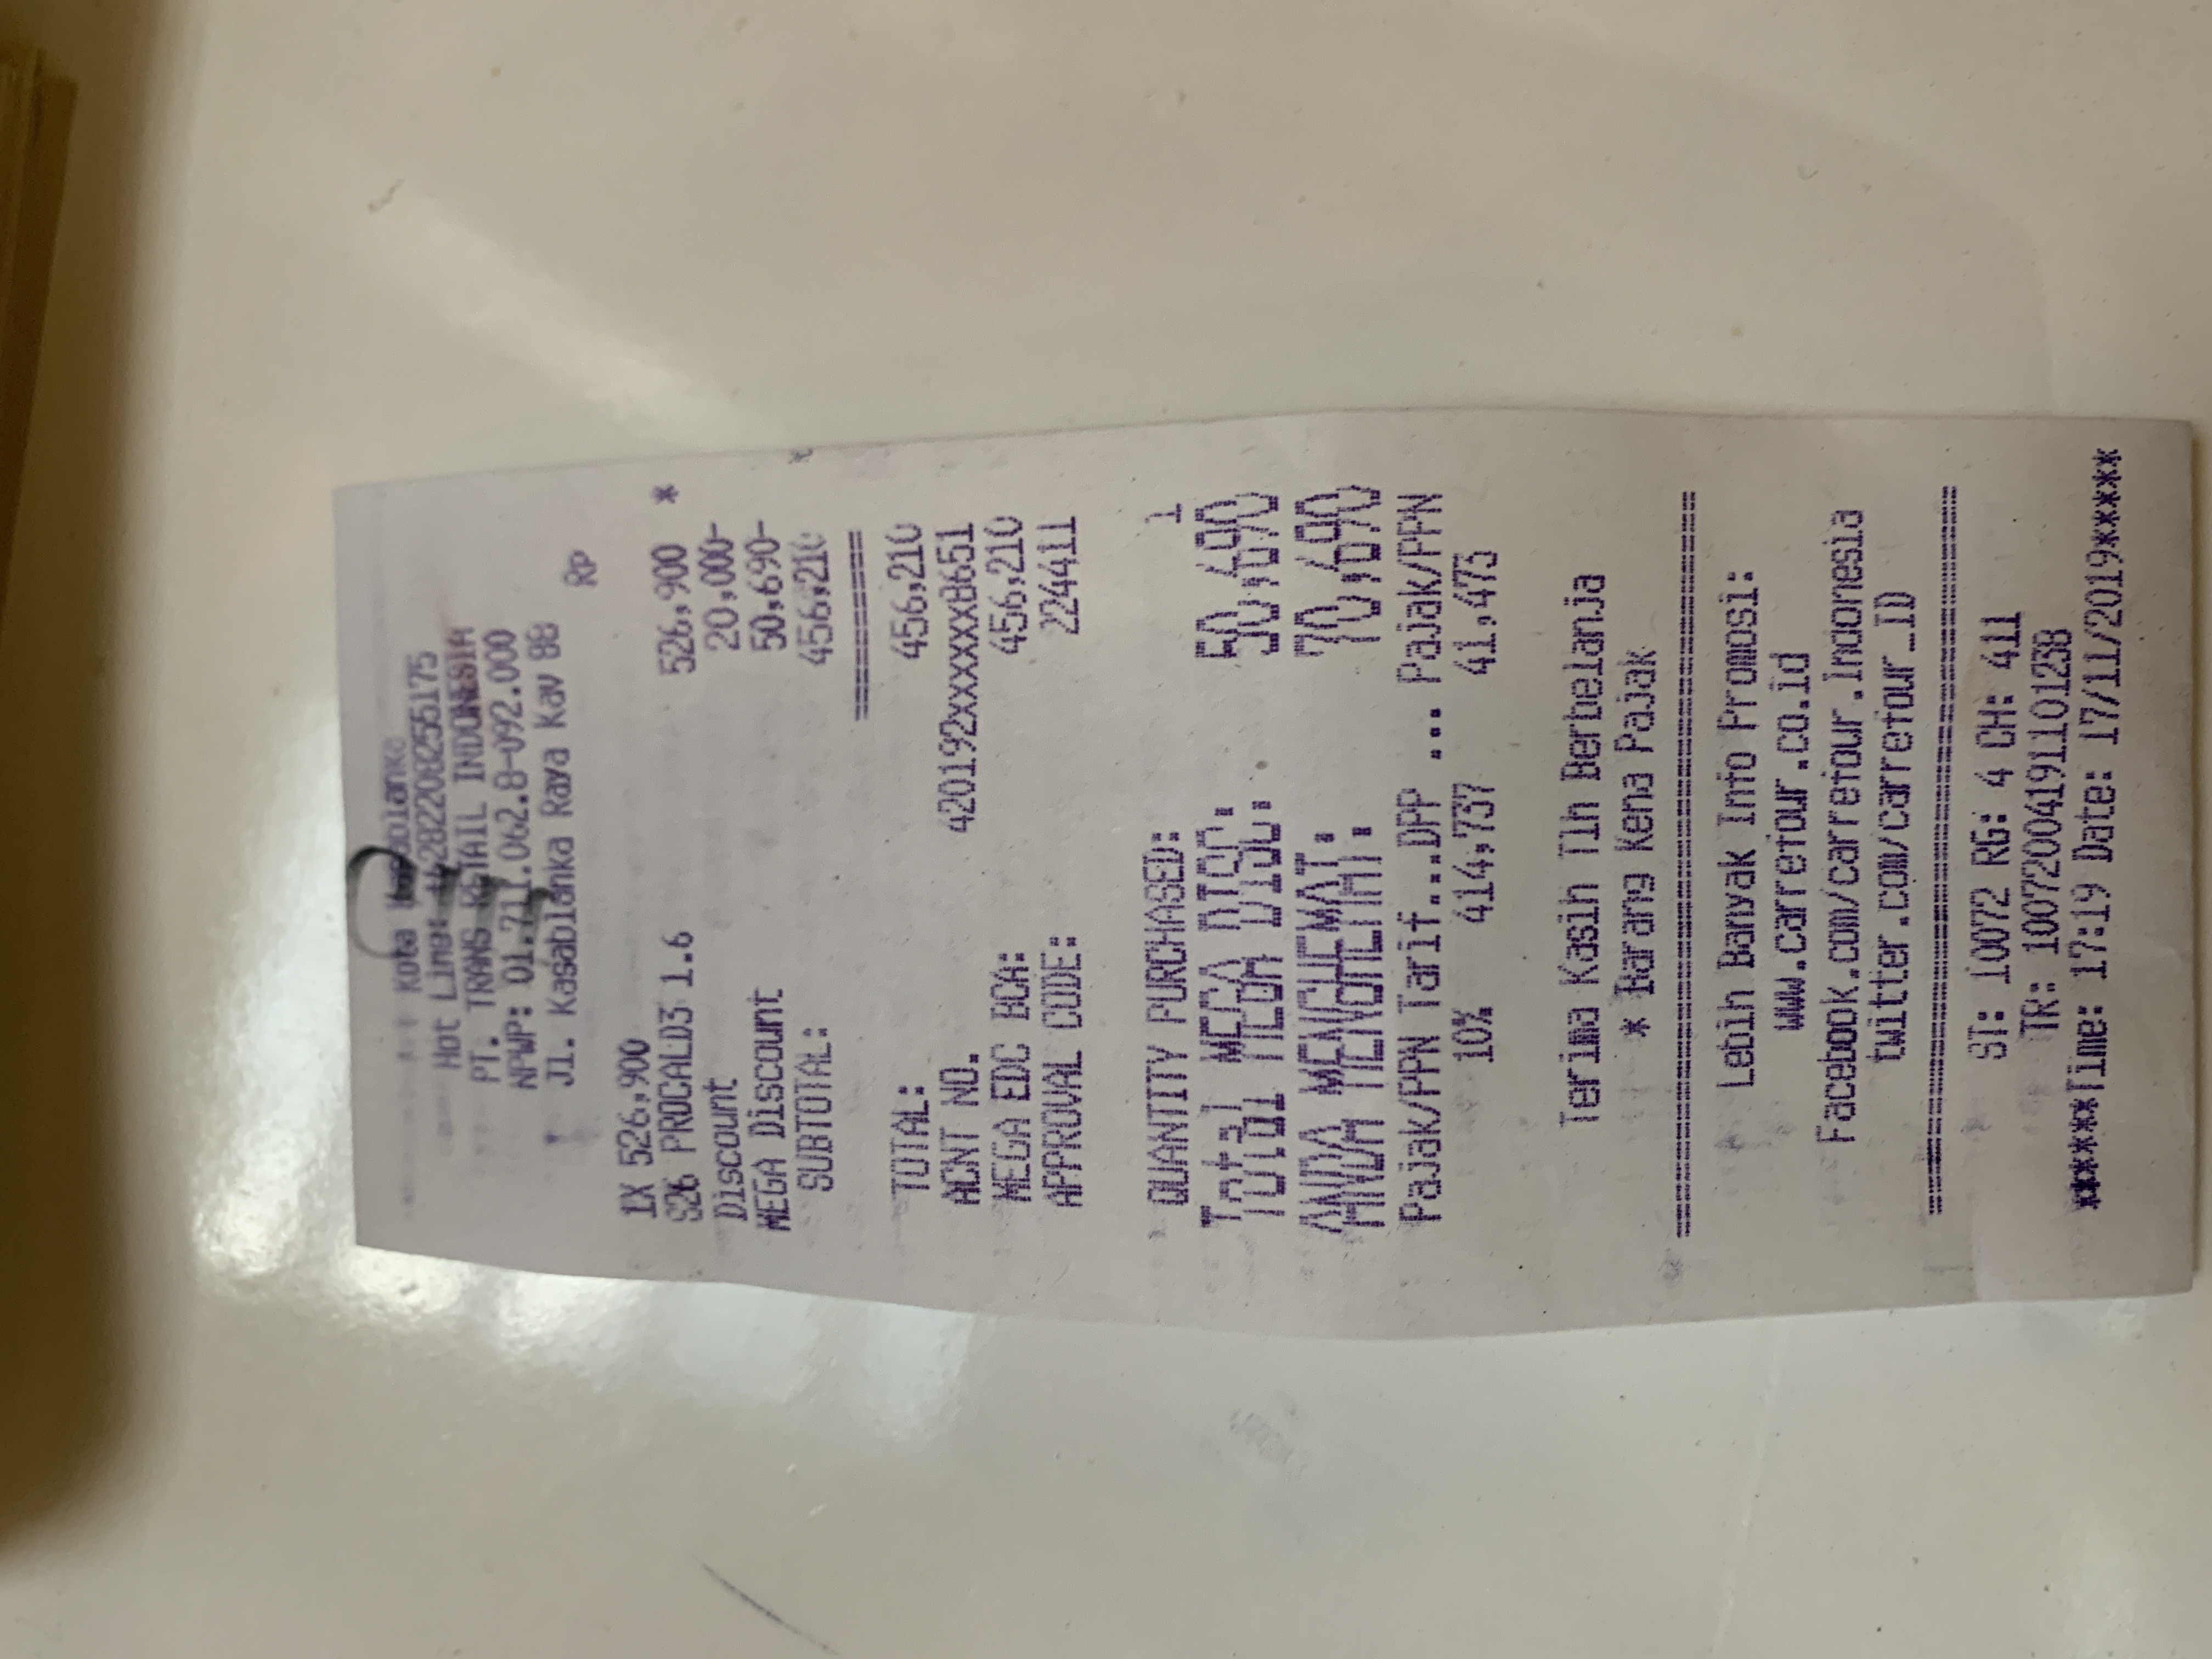 Kota Kasablanka
Hot Line: +6282208255175
PT. TRANS RETAIL INDONESIA
NPWP: 01.711.062.8-092.000
Jl. Kasablanka Raya Kav 88
Rp
1X 526,900
S26 PROCALD3 1.6 526,900 *
Discount 20,000-
MEGA Discount 50,690-
SUBTOTAL: 456,210
==========
TOTAL: 456,210
ACNT NO. 420192xxxxxx8651
MEGA EDC BCA: 456,210
APPROVAL CODE: 224411
QUANTITY PURCHASED: 1
Total MEGA DISC: 50,690
ANDA MENGHEMAT: 70,690
Pajak/PPN Tarif...DPP ... Pajak/PPN
10% 414,737 41,473
Terima Kasih Tlh Berbelanja
* Barang Kena Pajak
========================================
Lebih Banyak Info Promosi:
www.carrefour.co.id
Facebook.com/carrefour.Indonesia
twitter.com/carrefour_ID
========================================
ST: 10072 RG: 4 CH: 411
TR: 10072004191101238
******Time: 17:19 Date: 17/11/2019*****